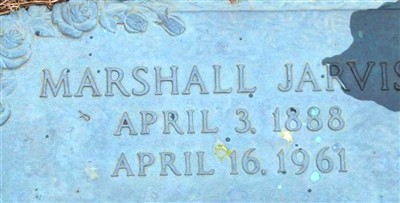 MARSHALL JARVIS
APRIL 3, 1888
APRIL 16, 1961